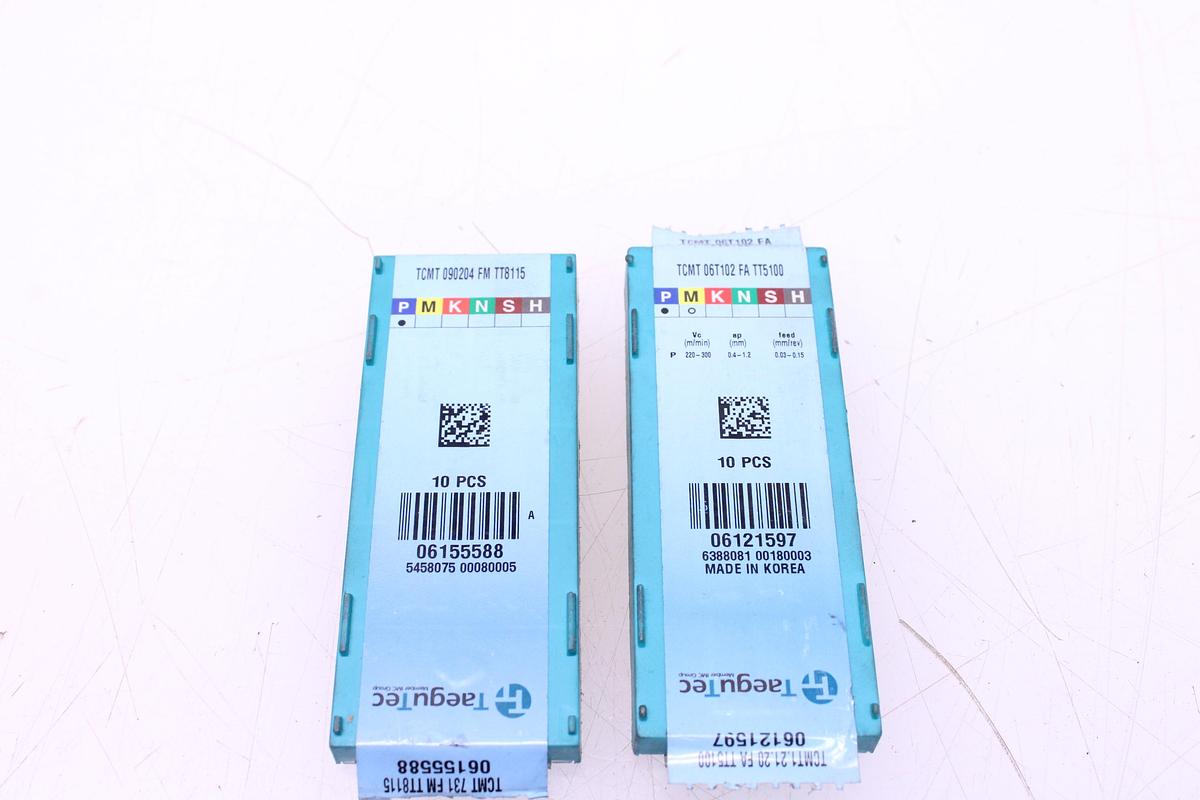 TCMT 090204 FM TT8115
P M K N S H
10 PCS
A
06155588
5458075 00080005
TaeguTec
Member IMC Group
06155588
TCMT 731 FM TT8115
TCMT 06T102 FA
TCMT 06T102 FA TT5100
P M K N S H
Vc ap feed
(m/min) (mm) (mm/rev)
P 220-300 0.4-1.2 0.03-0.15
10 PCS
06121597
6388081 00180003
MADE IN KOREA
TaeguTec
Member IMC Group
06121597
TCMT1.21.20 FA TT5100